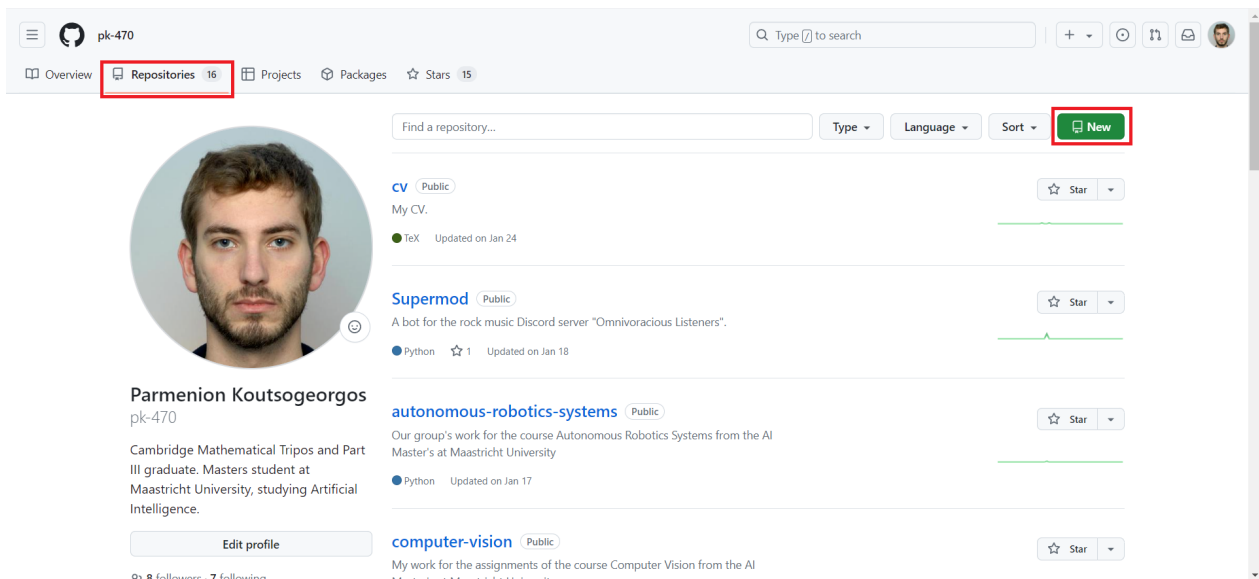 pk-470
Type / to search
Overview
Repositories 16
Projects
Packages
Stars 15
Find a repository...
Type
Language
Sort
New
cv Public
My CV.
TeX Updated on Jan 24
Star
Supermod Public
A bot for the rock music Discord server "Omnivoracious Listeners".
Python 1 Updated on Jan 18
Star
autonomous-robotics-systems Public
Our group's work for the course Autonomous Robotics Systems from the AI
Master's at Maastricht University
Python Updated on Jan 17
Star
computer-vision Public
My work for the assignments of the course Computer Vision from the AI
Star
Parmenion Koutsogeorgos
pk-470
Cambridge Mathematical Tripos and Part
III graduate. Masters student at
Maastricht University, studying Artificial
Intelligence.
Edit profile
8 followers · 7 following